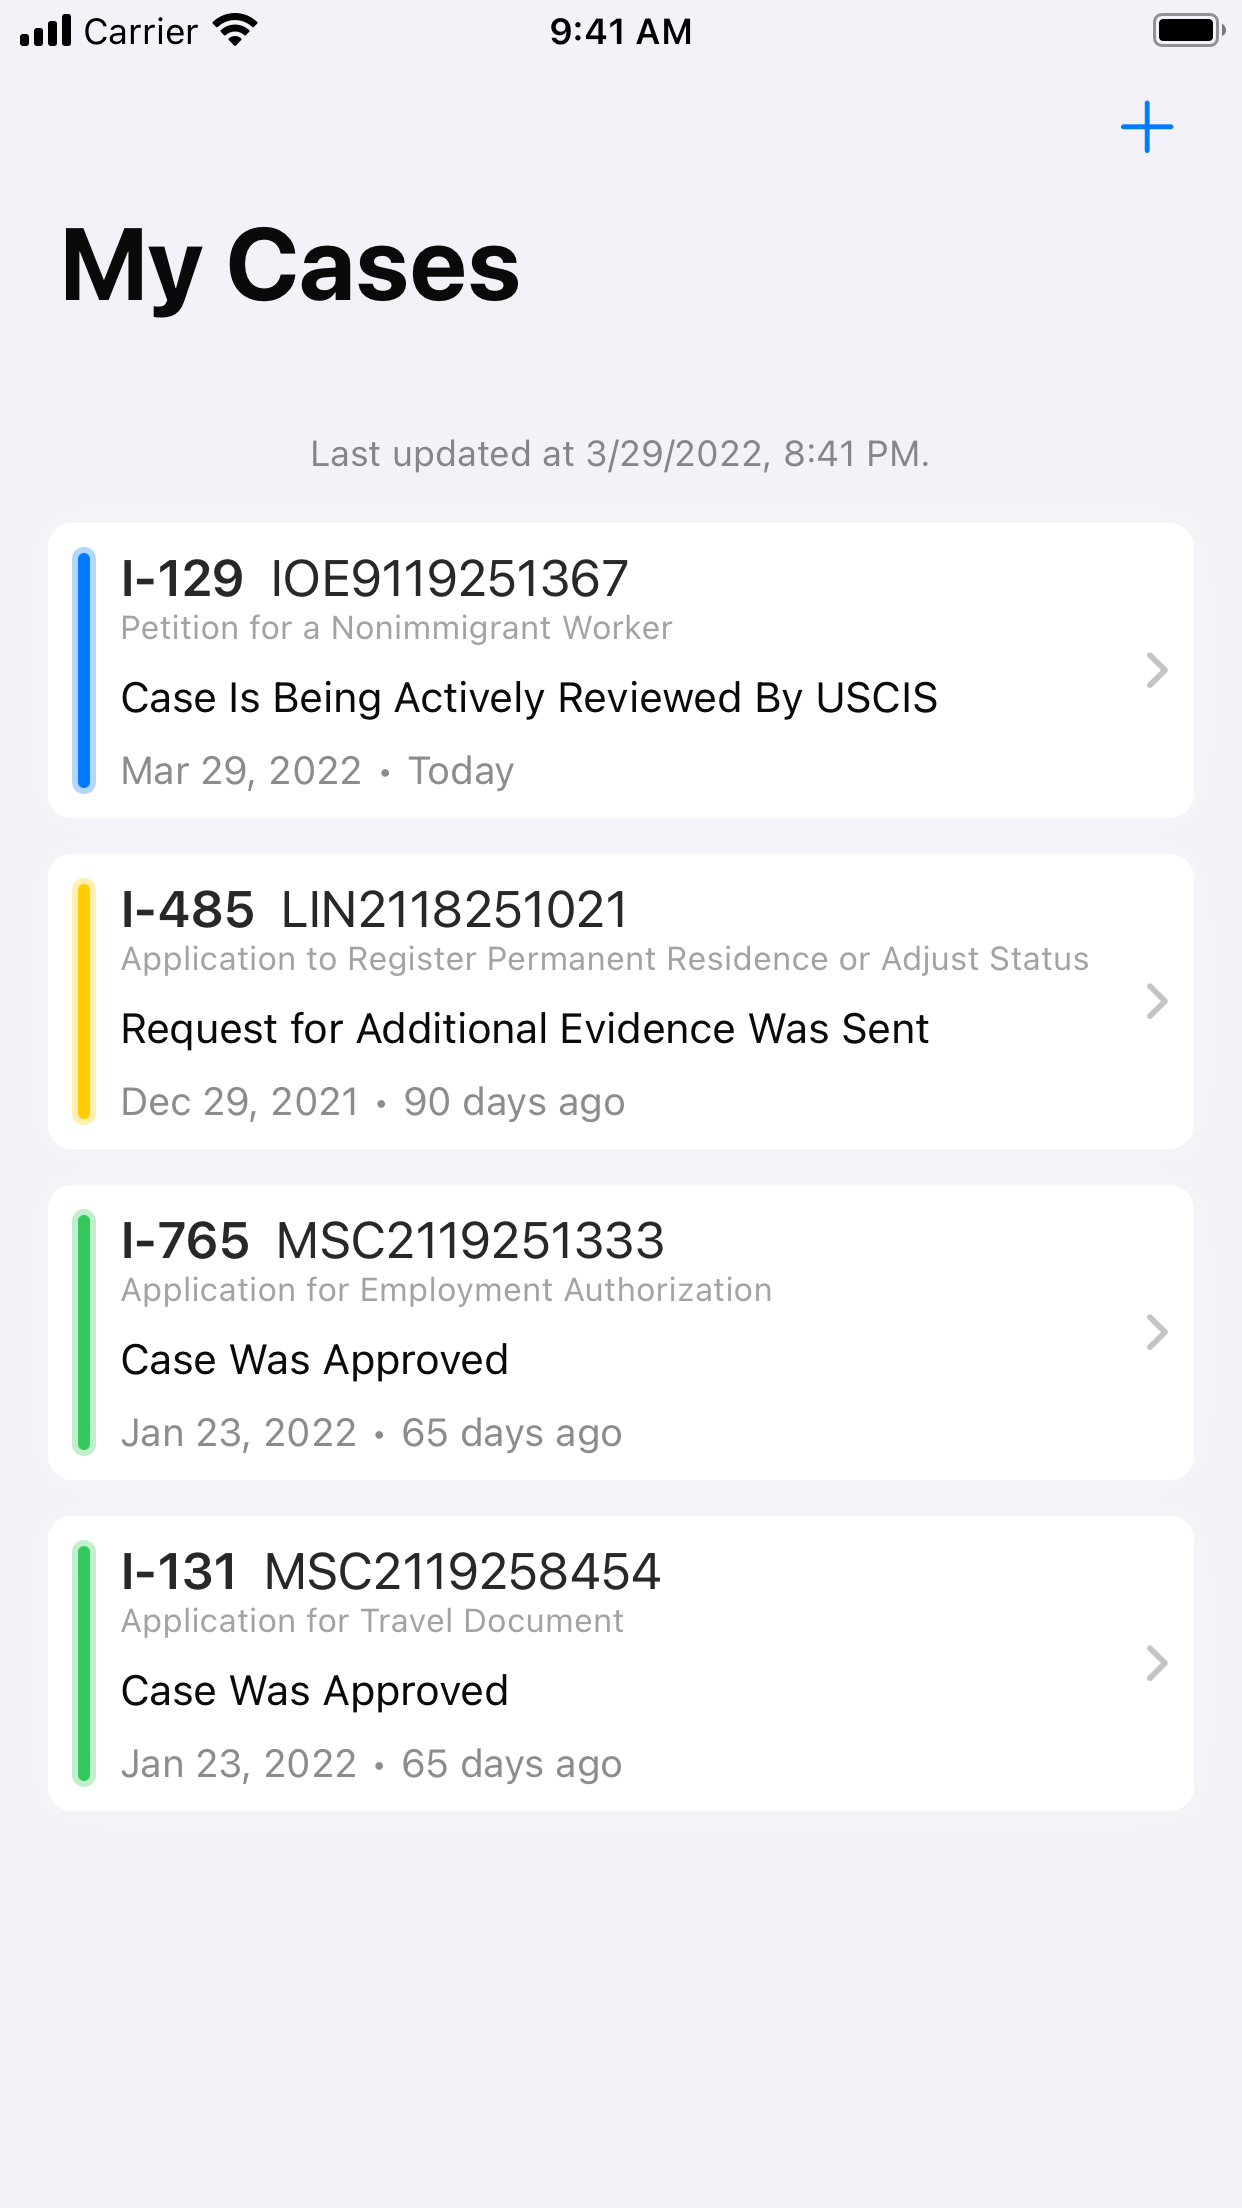 Carrier
9:41 AM
My Cases
Last updated at 3/29/2022, 8:41 PM.
I-129 IOE9119251367
Petition for a Nonimmigrant Worker
Case Is Being Actively Reviewed By USCIS
Mar 29, 2022 • Today
I-485 LIN2118251021
Application to Register Permanent Residence or Adjust Status
Request for Additional Evidence Was Sent
Dec 29, 2021 • 90 days ago
I-765 MSC2119251333
Application for Employment Authorization
Case Was Approved
Jan 23, 2022 • 65 days ago
I-131 MSC2119258454
Application for Travel Document
Case Was Approved
Jan 23, 2022 • 65 days ago